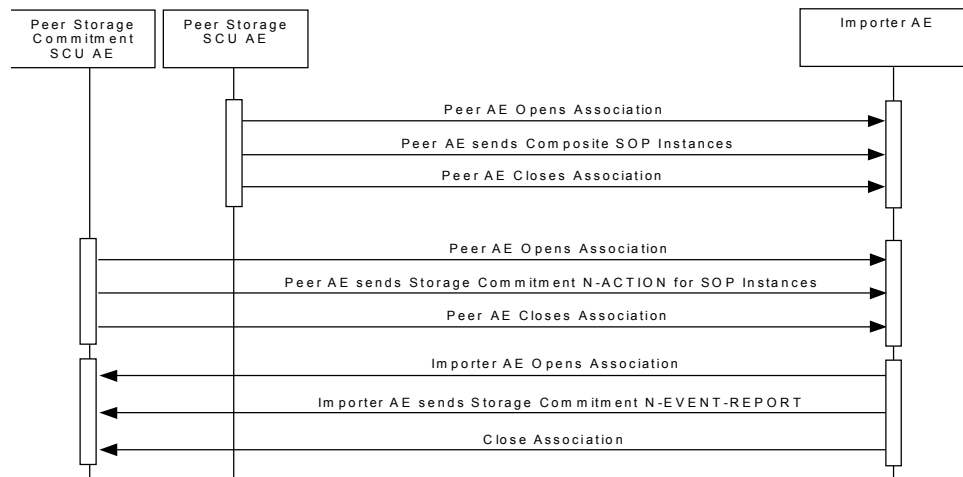 Peer Storage
Commitment
SCU AE
Peer Storage
SCU AE
Importer AE
Peer AE Opens Association
Peer AE sends Composite SOP Instances
Peer AE Closes Association
Peer AE Opens Association
Peer AE sends Storage Commitment N-ACTION for SOP Instances
Peer AE Closes Association
Importer AE Opens Association
Importer AE sends Storage Commitment N-EVENT-REPORT
Close Association